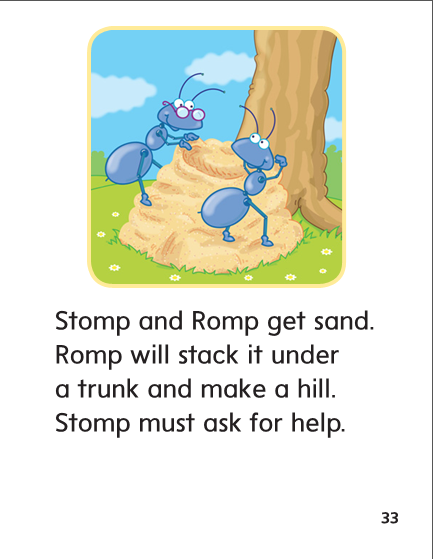 Stomp and Romp get sand.
Romp will stack it under
a trunk and make a hill.
Stomp must ask for help.
33